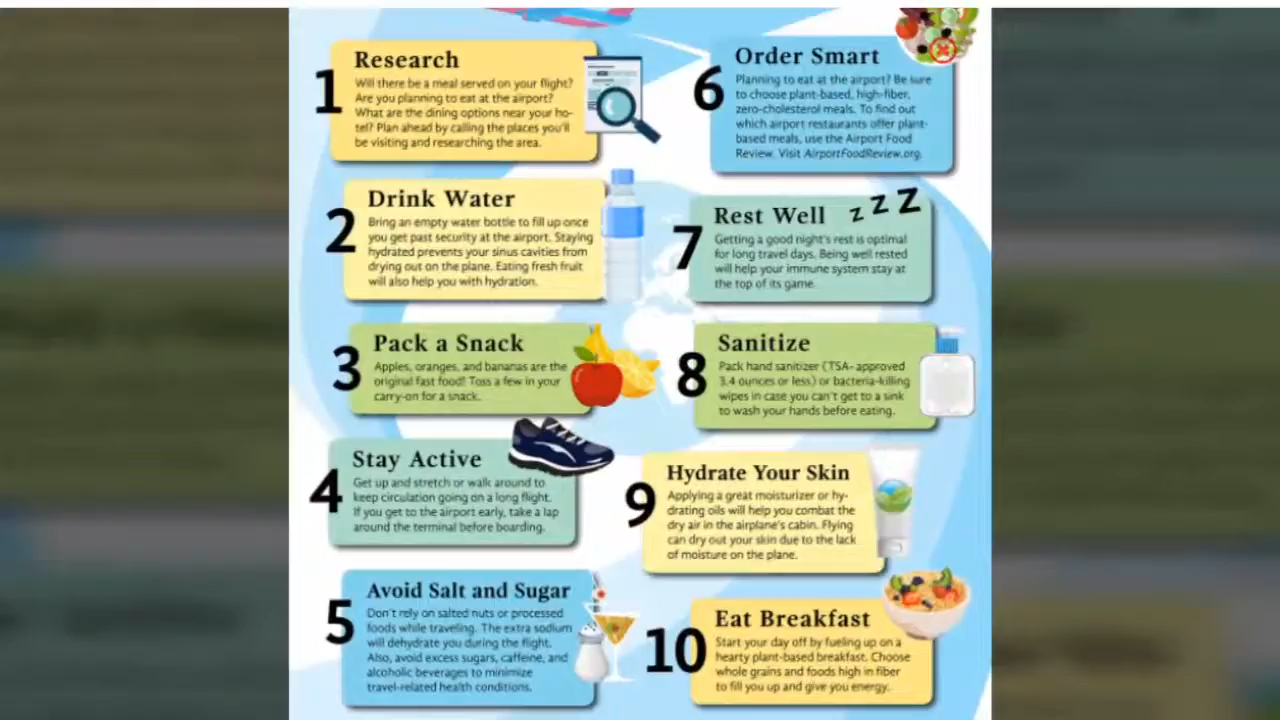 1
Research
Will there be a meal served on your flight?
Are you planning to eat at the airport?
What are the dining options near your ho-
tel? Plan ahead by calling the places you'll
be visiting and researching the area.
2
Drink Water
Bring an empty water bottle to fill up once
you get past security at the airport. Staying
hydrated prevents your sinus cavities from
drying out on the plane. Eating fresh fruit
will also help you with hydration.
3
Pack a Snack
Apples, oranges, and bananas are the
original fast food! Toss a few in your
carry-on for a snack.
4
Stay Active
Get up and stretch or walk around to
keep circulation going on a long flight.
If you get to the airport early, take a lap
around the terminal before boarding.
5
Avoid Salt and Sugar
Don't rely on salted nuts or processed
foods while traveling. The extra sodium
will dehydrate you during the flight.
Also, avoid excess sugars, caffeine, and
alcoholic beverages to minimize
travel-related health conditions.
6
Order Smart
Planning to eat at the airport? Be sure
to choose plant-based, high-fiber,
zero-cholesterol meals. To find out
which airport restaurants offer plant-
based meals, use the Airport Food
Review. Visit AirportFoodReview.org.
7
Rest Well
z z z
Getting a good night's rest is optimal
for long travel days. Being well rested
will help your immune system stay at
the top of its game.
8
Sanitize
Pack hand sanitizer (TSA-approved
3.4 ounces or less) or bacteria-killing
wipes in case you can't get to a sink
to wash your hands before eating.
9
Hydrate Your Skin
Applying a great moisturizer or hy-
drating oils will help you combat the
dry air in the airplane's cabin. Flying
can dry out your skin due to the lack
of moisture on the plane.
10
Eat Breakfast
Start your day off by fueling up on a
hearty plant-based breakfast. Choose
whole grains and foods high in fiber
to fill you up and give you energy.